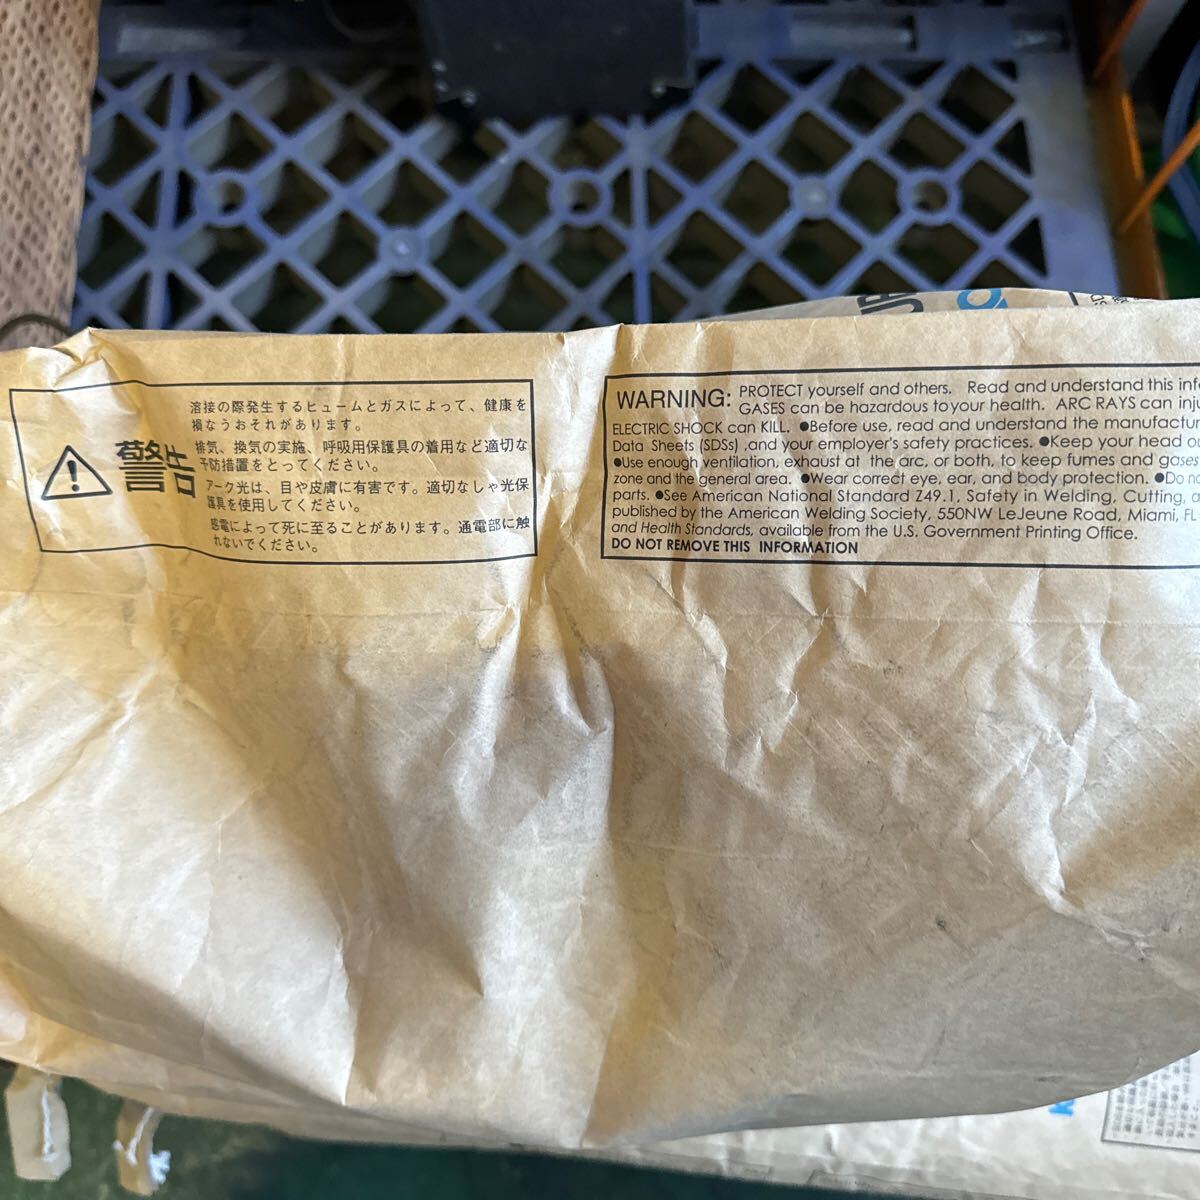 警告
溶接の際発生するヒュームとガスによって、健康を
損なうおそれがあります。
排気、換気の実施、呼吸用保護具の着用など適切な
予防措置をとってください。
アーク光は、目や皮膚に有害です。適切なしゃ光保
護具を使用してください。
感電によって死に至ることがあります。通電部に触
れないでください。
WARNING: PROTECT yourself and others. Read and understand this
GASES can be hazardous to your health. ARC RAYS can
ELECTRIC SHOCK can KILL. ●Before use, read and understand the
Data Sheets (SDSs) ,and your employer's safety practices. ●Keep your head
●Use enough ventilation, exhaust at the arc, or both, to keep fumes and gases
zone and the general area. ●Wear correct eye, ear, and body protection. ●Do
parts. ●See American National Standard Z49.1, Safety in Welding, Cutting,
published by the American Welding Society, 550NW LeJeune Road, Miami,
and Health Standards, available from the U.S. Government Printing Office.
DO NOT REMOVE THIS INFORMATION